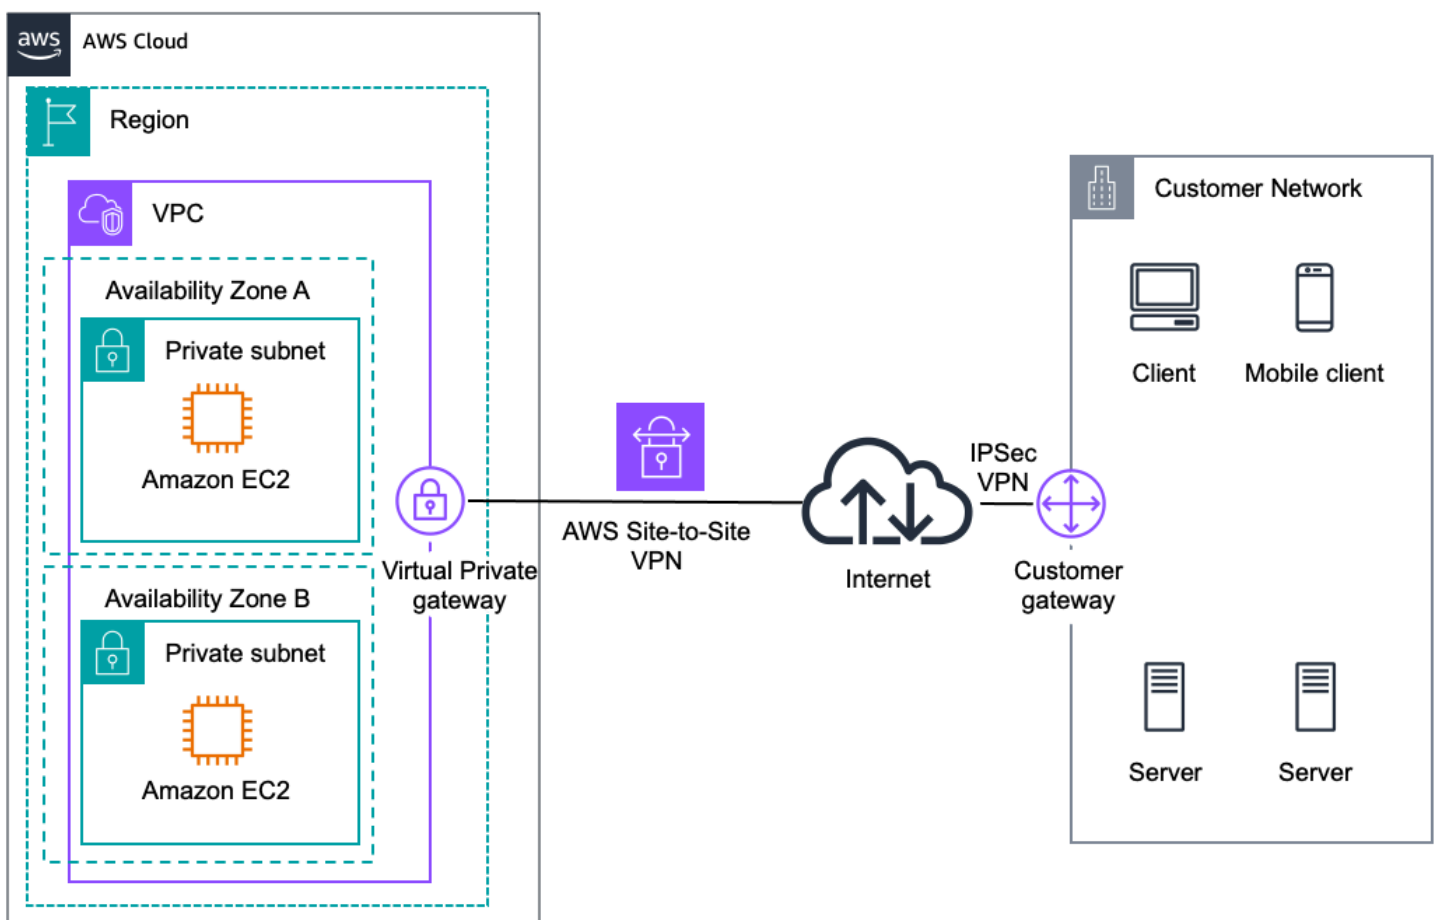 aws
AWS Cloud
Region
VPC
Availability Zone A
Private subnet
Amazon EC2
Availability Zone B
Private subnet
Amazon EC2
Virtual Private
gateway
AWS Site-to-Site
VPN
Internet
IPSec
VPN
Customer
gateway
Customer Network
Client
Mobile client
Server
Server